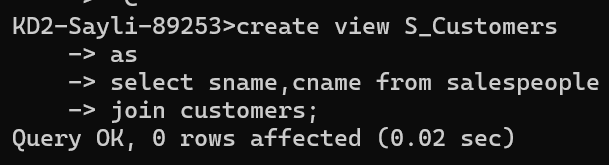 KD2-Sayli-89253>create view S_Customers
-> as
-> select sname,cname from salespeople
-> join customers;
Query OK, 0 rows affected (0.02 sec)